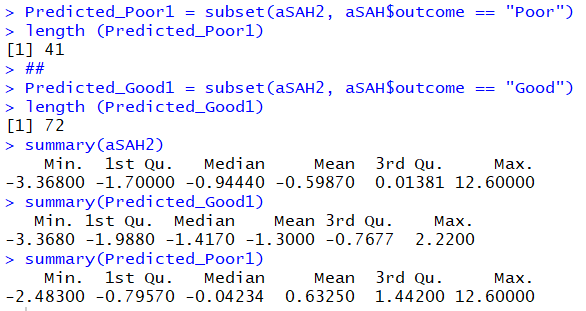 > Predicted_Poor1 = subset(aSAH2, aSAH$outcome == "Poor")
> length (Predicted_Poor1)
[1] 41
> ##
> Predicted_Good1 = subset(aSAH2, aSAH$outcome == "Good")
> length (Predicted_Good1)
[1] 72
> summary(aSAH2)
    Min.  1st Qu.   Median     Mean  3rd Qu.     Max.
-3.36800 -1.70000 -0.94440 -0.59870  0.01381 12.60000
> summary(Predicted_Good1)
   Min. 1st Qu.  Median    Mean 3rd Qu.    Max.
-3.3680 -1.9880 -1.4170 -1.3000 -0.7677  2.2200
> summary(Predicted_Poor1)
    Min.  1st Qu.   Median     Mean  3rd Qu.     Max.
-2.48300 -0.79570 -0.04234  0.63250  1.44200 12.60000